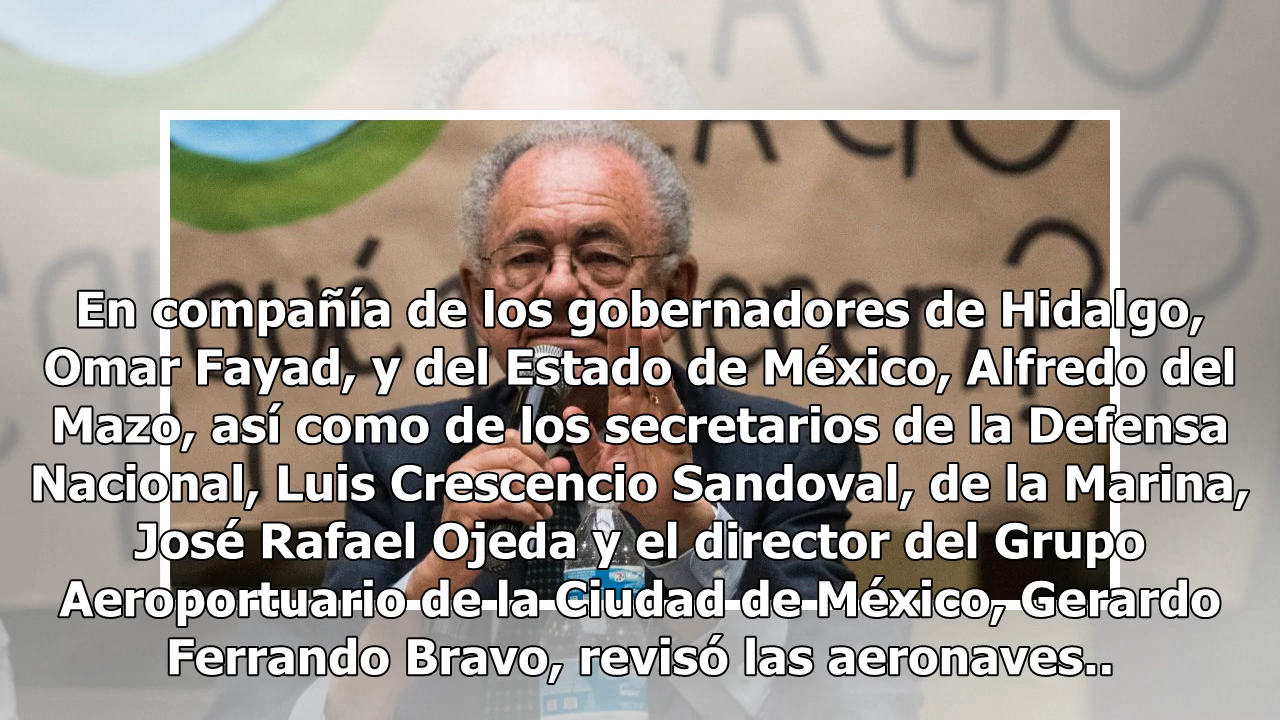 En compañía de los gobernadores de Hidalgo,
Omar Fayad, y del Estado de México, Alfredo del
Mazo, así como de los secretarios de la Defensa
Nacional, Luis Crescencio Sandoval, de la Marina,
José Rafael Ojeda y el director del Grupo
Aeroportuario de la Ciudad de México, Gerardo
Ferrando Bravo, revisó las aeronaves..